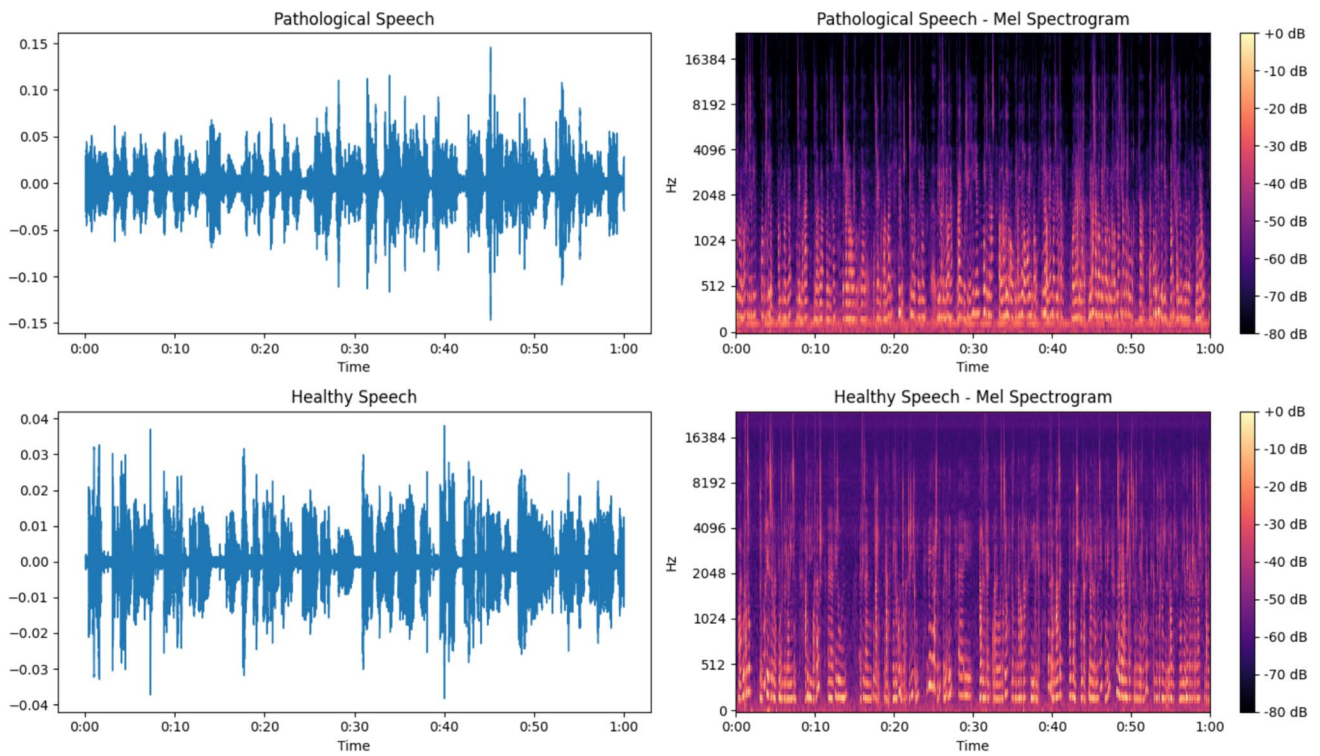 Pathological Speech
0.15
0.10
0.05
0.00
−0.05
−0.10
−0.15
0:00 0:10 0:20 0:30 0:40 0:50 1:00
Time
Pathological Speech - Mel Spectrogram
Hz
16384
8192
4096
2048
1024
512
0
0:00 0:10 0:20 0:30 0:40 0:50 1:00
Time
+0 dB
-10 dB
-20 dB
-30 dB
-40 dB
-50 dB
-60 dB
-70 dB
-80 dB
Healthy Speech
0.04
0.03
0.02
0.01
0.00
−0.01
−0.02
−0.03
−0.04
0:00 0:10 0:20 0:30 0:40 0:50 1:00
Time
Healthy Speech - Mel Spectrogram
Hz
16384
8192
4096
2048
1024
512
0
0:00 0:10 0:20 0:30 0:40 0:50 1:00
Time
+0 dB
-10 dB
-20 dB
-30 dB
-40 dB
-50 dB
-60 dB
-70 dB
-80 dB